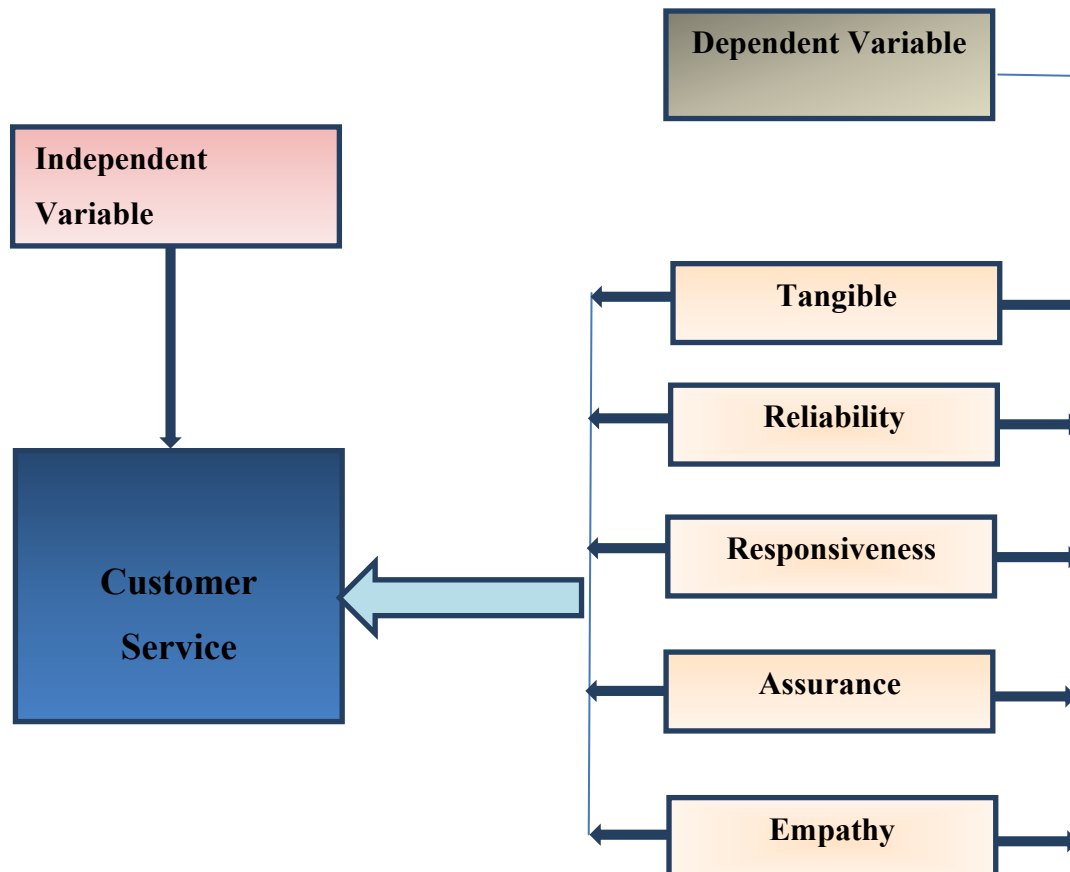 Dependent Variable
Independent
Variable
Tangible
Reliability
Responsiveness
Customer
Service
Assurance
Empathy